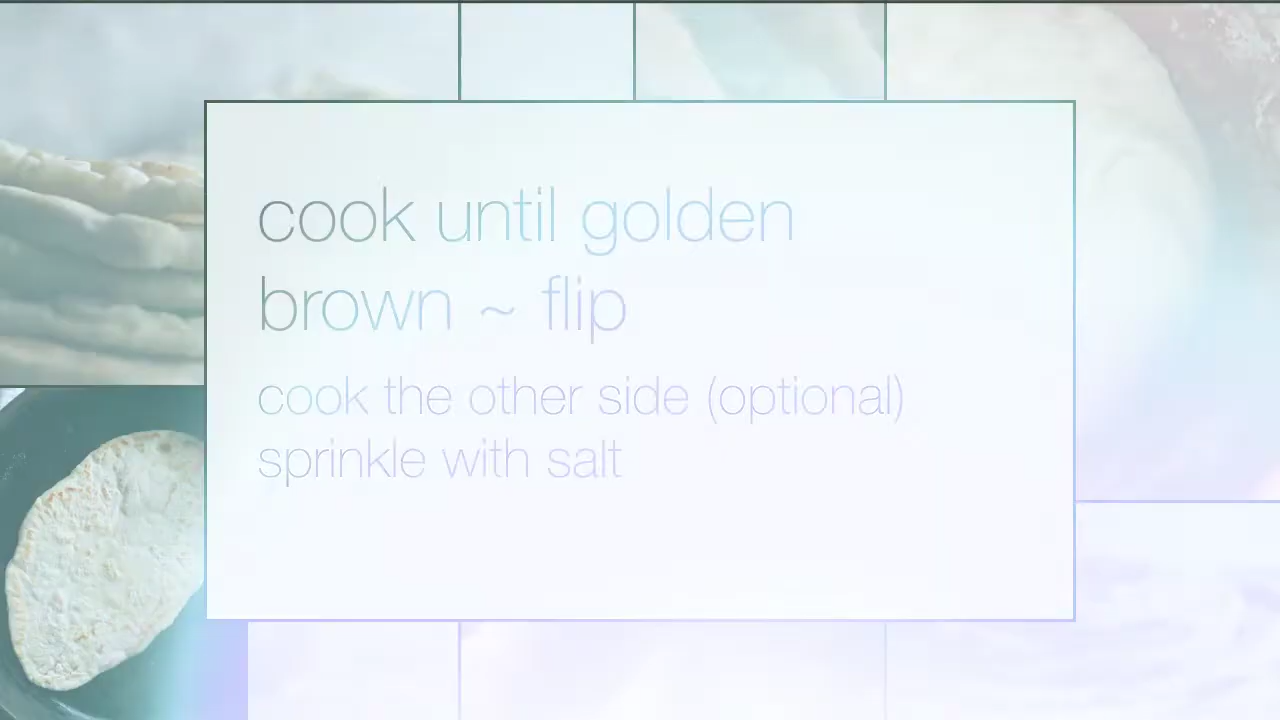 cook until golden
brown ~ flip
cook the other side (optional)
sprinkle with salt